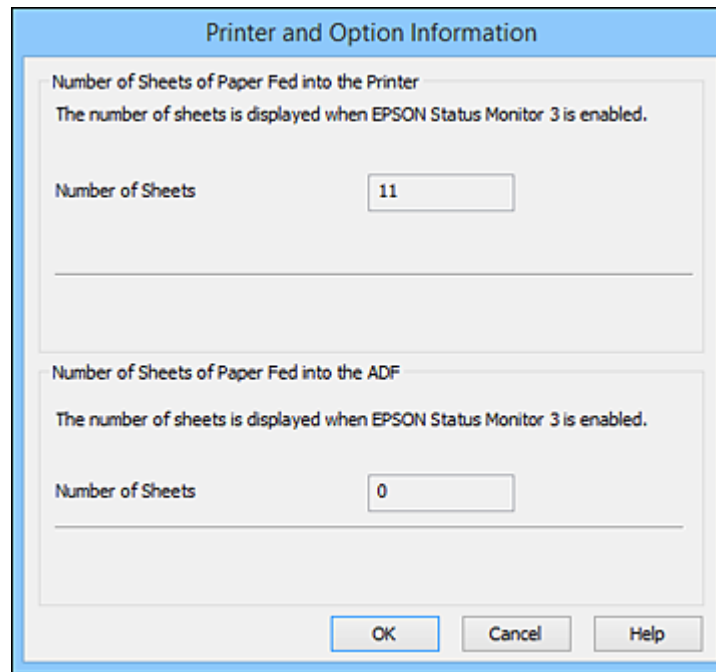 Printer and Option Information
Number of Sheets of Paper Fed into the Printer
The number of sheets is displayed when EPSON Status Monitor 3 is enabled.
Number of Sheets 11
Number of Sheets of Paper Fed into the ADF
The number of sheets is displayed when EPSON Status Monitor 3 is enabled.
Number of Sheets 0
OK Cancel Help